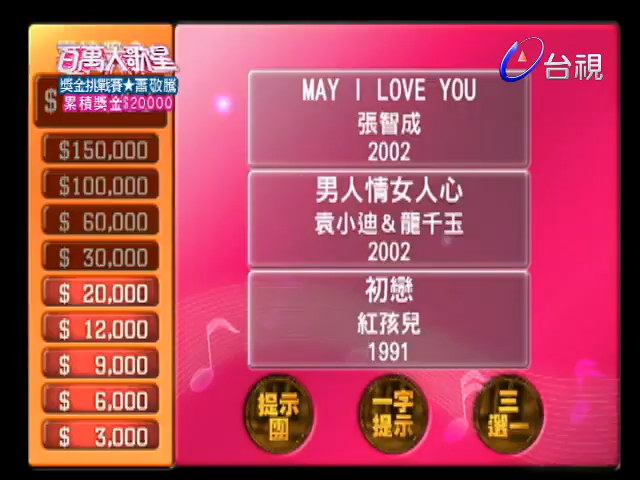 百萬大歌星
獎金挑戰賽★蕭敬騰
累積獎金$20000
台視
$
$150,000
$100,000
$ 60,000
$ 30,000
$ 20,000
$ 12,000
$ 9,000
$ 6,000
$ 3,000
MAY I LOVE YOU
張智成
2002
男人情女人心
袁小迪&龍千玉
2002
初戀
紅孩兒
1991
提示團
一字提示
三選一